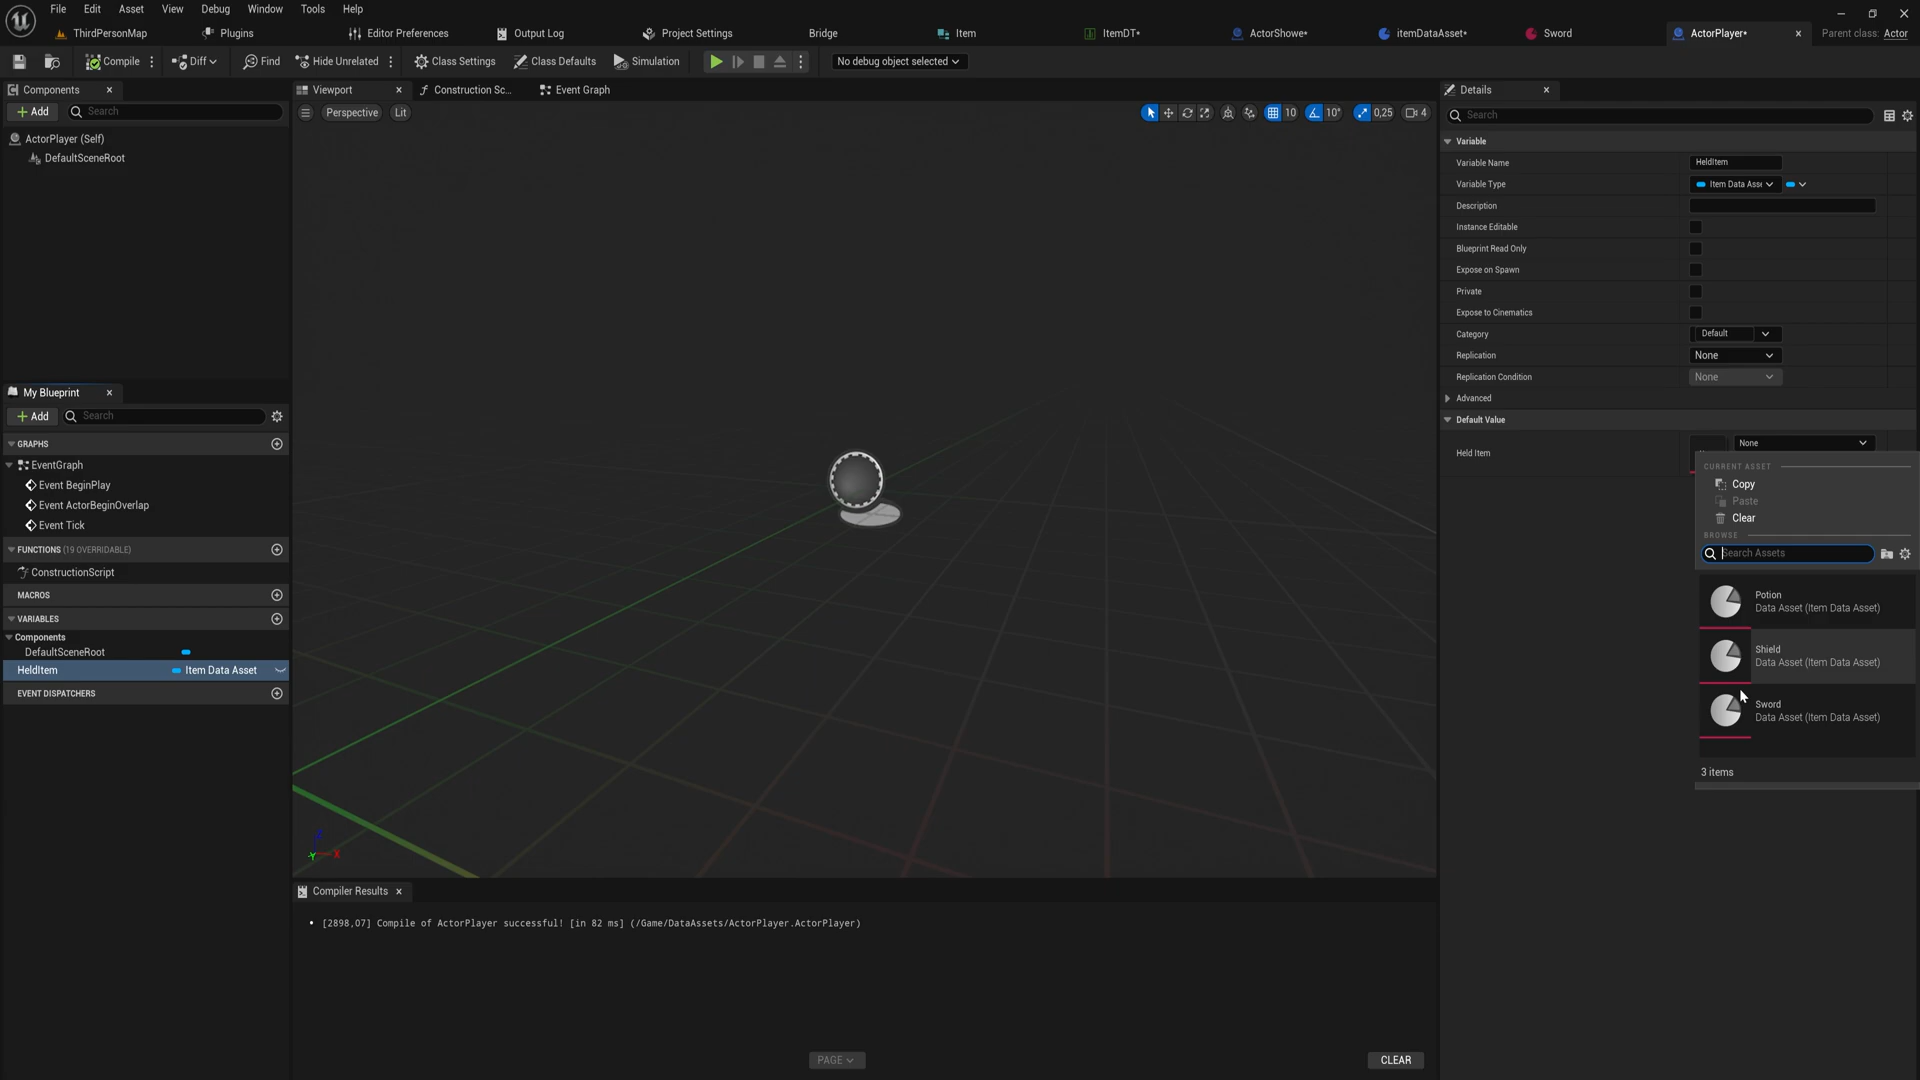 File Edit Asset View Debug Window Tools Help
ThirdPersonMap Plugins Editor Preferences Output Log Project Settings Bridge Item ItemDT* ActorShowe* itemDataAsset* Sword ActorPlayer* Parent class: Actor
Compile Diff Find Hide Unrelated Class Settings Class Defaults Simulation No debug object selected
Components
Add Search
ActorPlayer (Self)
DefaultSceneRoot
My Blueprint
Add Search
GRAPHS
EventGraph
Event BeginPlay
Event ActorBeginOverlap
Event Tick
FUNCTIONS (19 OVERRIDABLE)
ConstructionScript
MACROS
VARIABLES
Components
DefaultSceneRoot
HeldItem Item Data Asset
EVENT DISPATCHERS
Viewport Construction Sc... Event Graph
Perspective Lit 10 10° 0,25 4
Z
Y X
Compiler Results
• [2898,07] Compile of ActorPlayer successful! [in 82 ms] (/Game/DataAssets/ActorPlayer.ActorPlayer)
PAGE CLEAR
Details
Search
Variable
Variable Name HeldItem
Variable Type Item Data Ass
Description
Instance Editable
Blueprint Read Only
Expose on Spawn
Private
Expose to Cinematics
Category Default
Replication None
Replication Condition None
Advanced
Default Value
Held Item None
CURRENT ASSET
Copy
Paste
Clear
BROWSE
Search Assets
Potion
Data Asset (Item Data Asset)
Shield
Data Asset (Item Data Asset)
Sword
Data Asset (Item Data Asset)
3 items